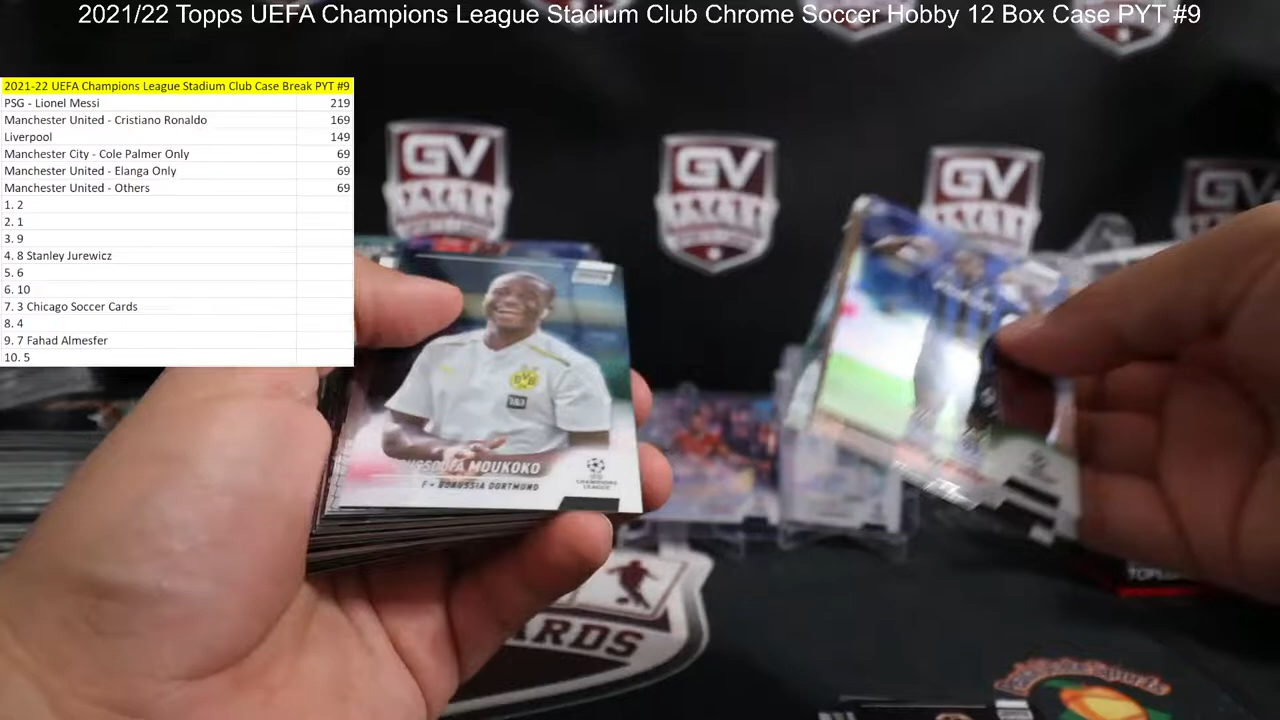 2021/22 Topps UEFA Champions League Stadium Club Chrome Soccer Hobby 12 Box Case PYT #9
2021-22 UEFA Champions League Stadium Club Case Break PYT #9
PSG - Lionel Messi 219
Manchester United - Cristiano Ronaldo 169
Liverpool 149
Manchester City - Cole Palmer Only 69
Manchester United - Elanga Only 69
Manchester United - Others 69
1. 2
2. 1
3. 9
4. 8 Stanley Jurewicz
5. 6
6. 10
7. 3 Chicago Soccer Cards
8. 4
9. 7 Fahad Almesfer
10. 5
GV
GV
GV
MOUKOKO
F - BORUSSIA DORTMUND
CHAMPIONS
LEAGUE
ARDS